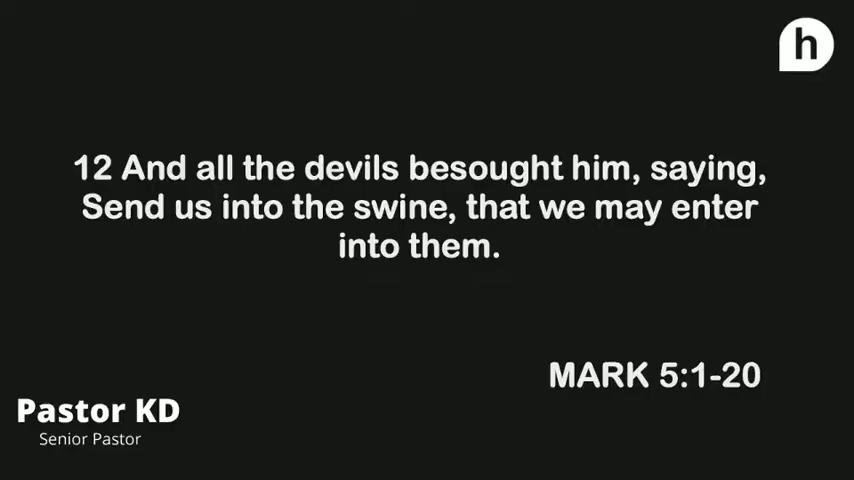 h
12 And all the devils besought him, saying,
Send us into the swine, that we may enter
into them.
MARK 5:1-20
Pastor KD
Senior Pastor